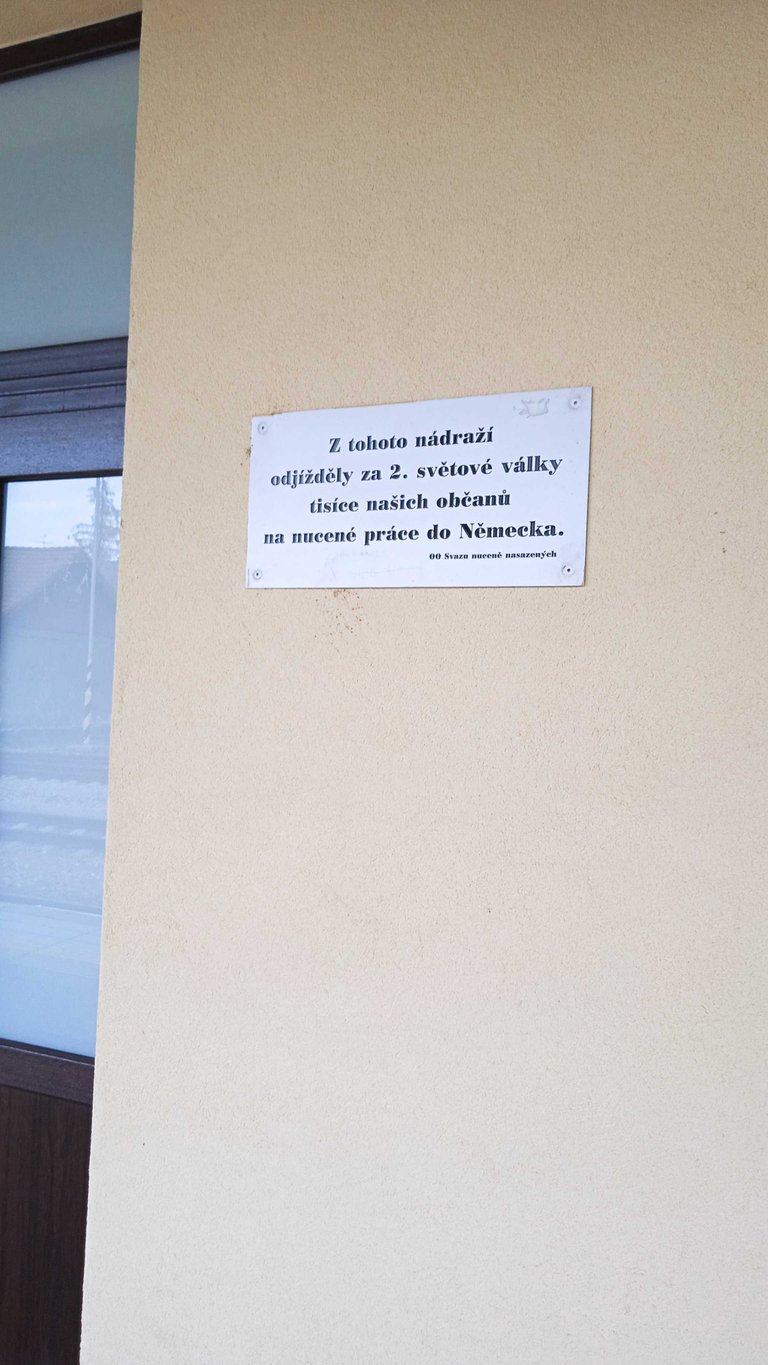 Z tohoto nádraží
odjížděly za 2. světové války
tisíce našich občanů
na nucené práce do Německa.
OO Svazu nuceně nasazených